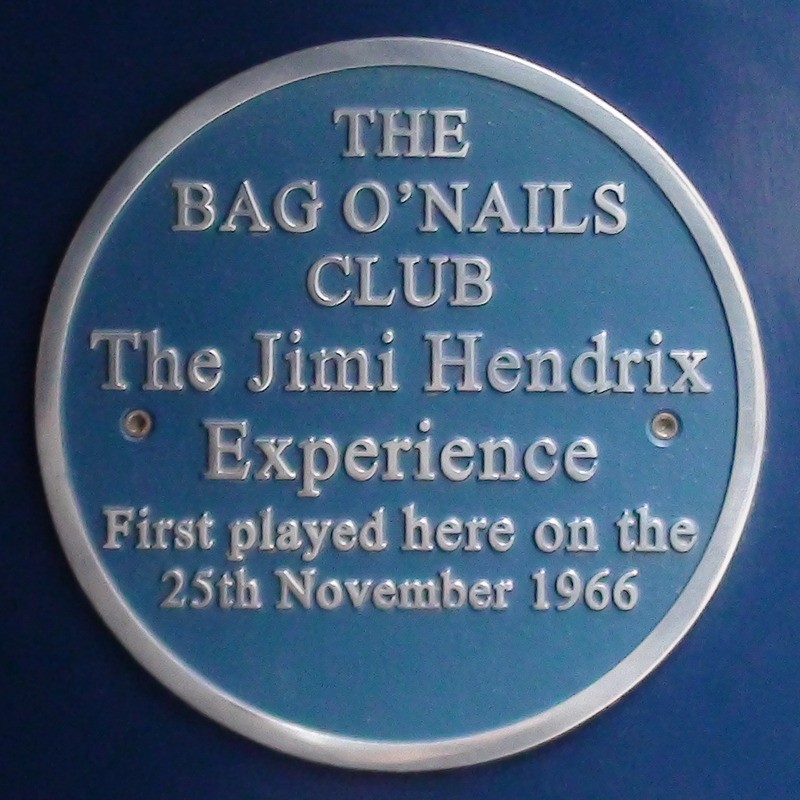 THE
BAG O'NAILS
CLUB
The Jimi Hendrix
Experience
First played here on the
25th November 1966